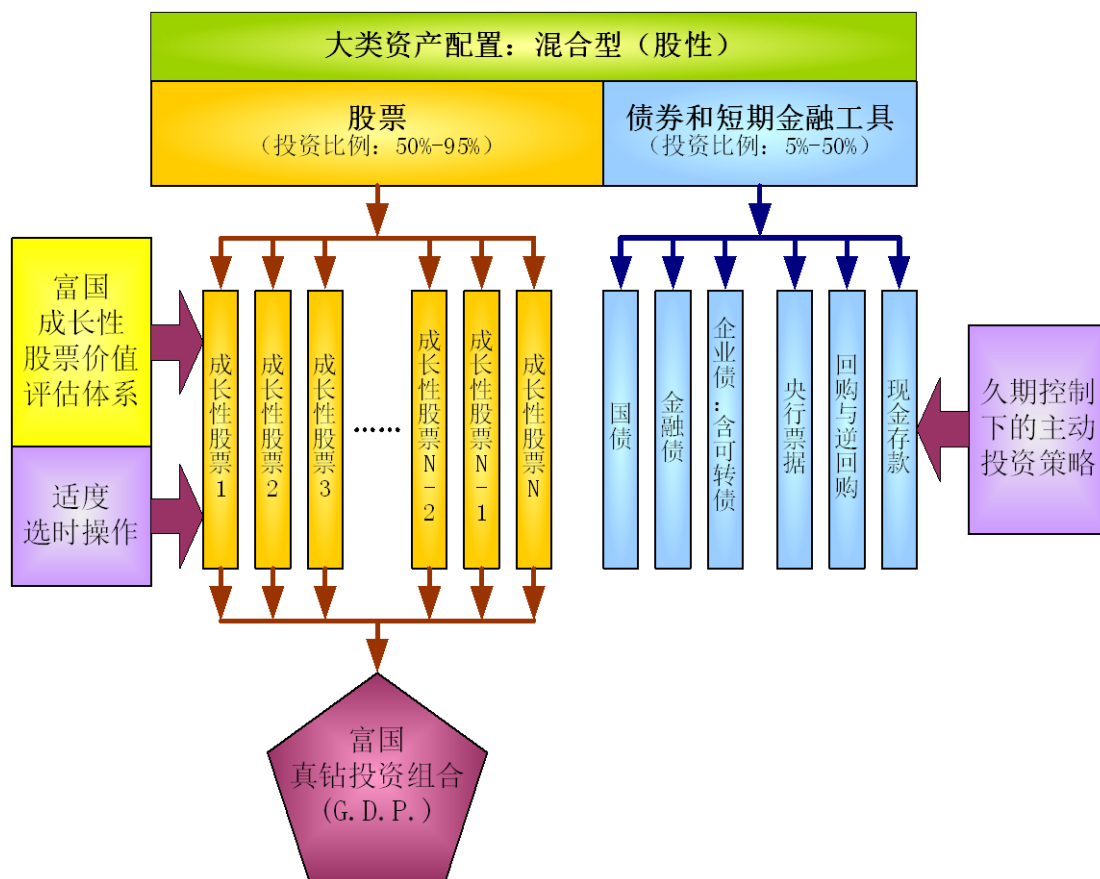 大类资产配置：混合型（股性）
股票
（投资比例：50%-95%）
债券和短期金融工具
（投资比例：5%-50%）
富国
成长性
股票价值
评估体系
适度
选时操作
成长性股票1
成长性股票2
成长性股票3
……
成长性股票N-2
成长性股票N-1
成长性股票N
国债
金融债
企业债：含可转债
央行票据
回购与逆回购
现金存款
久期控制
下的主动
投资策略
富国
真钻投资组合
(G.D.P.)